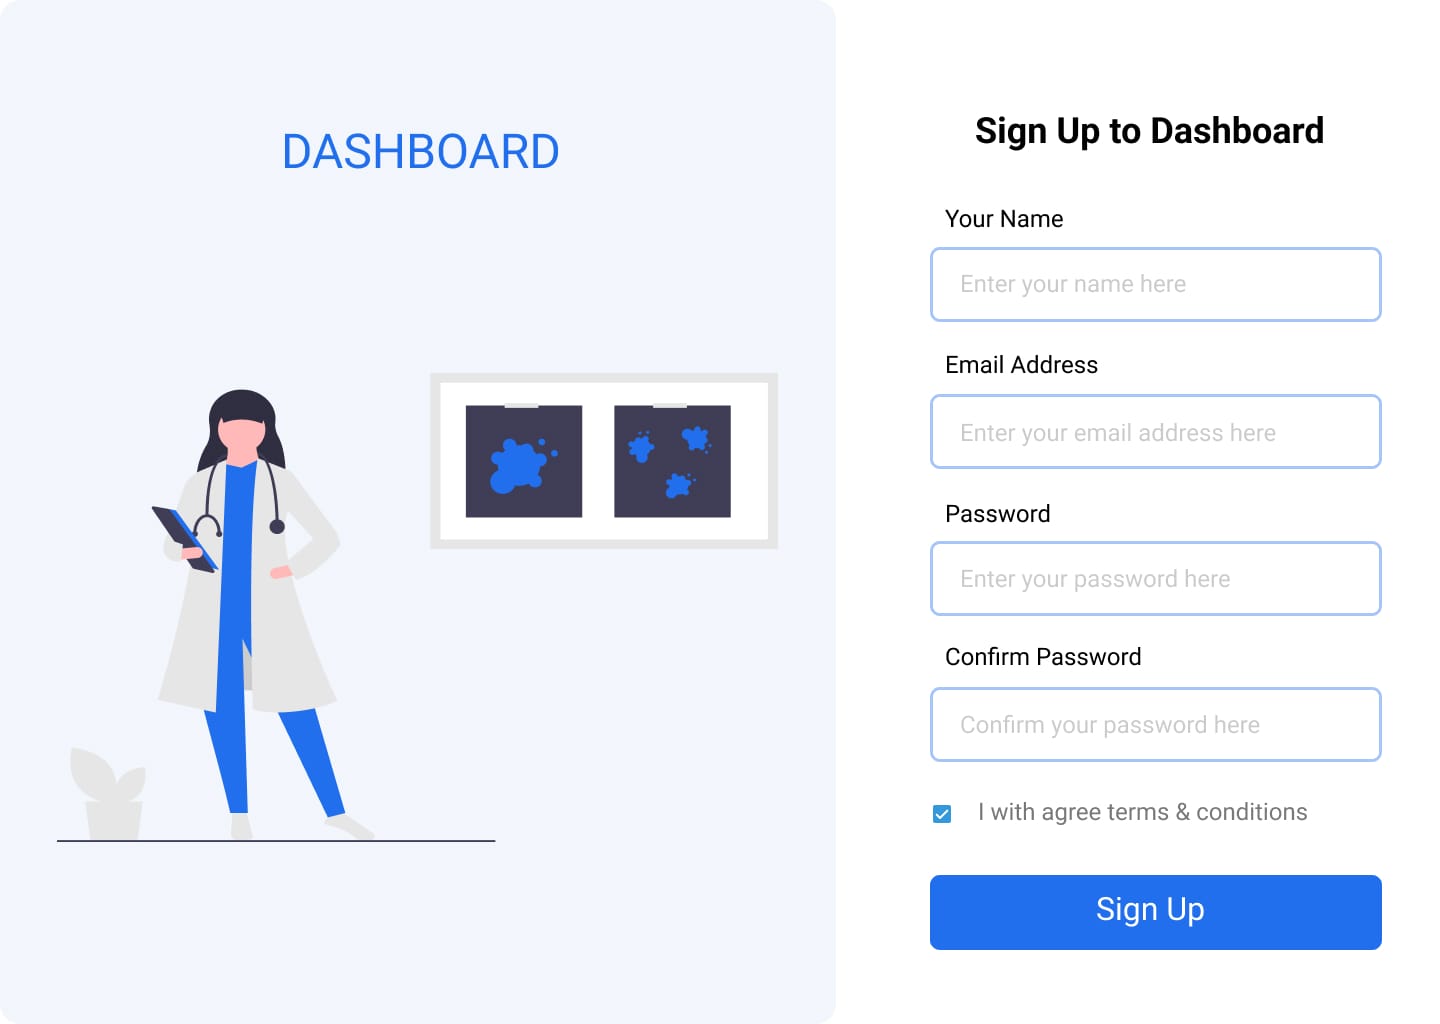 DASHBOARD
Sign Up to Dashboard
Your Name
Enter your name here
Email Address
Enter your email address here
Password
Enter your password here
Confirm Password
Confirm your password here
I with agree terms & conditions
Sign Up